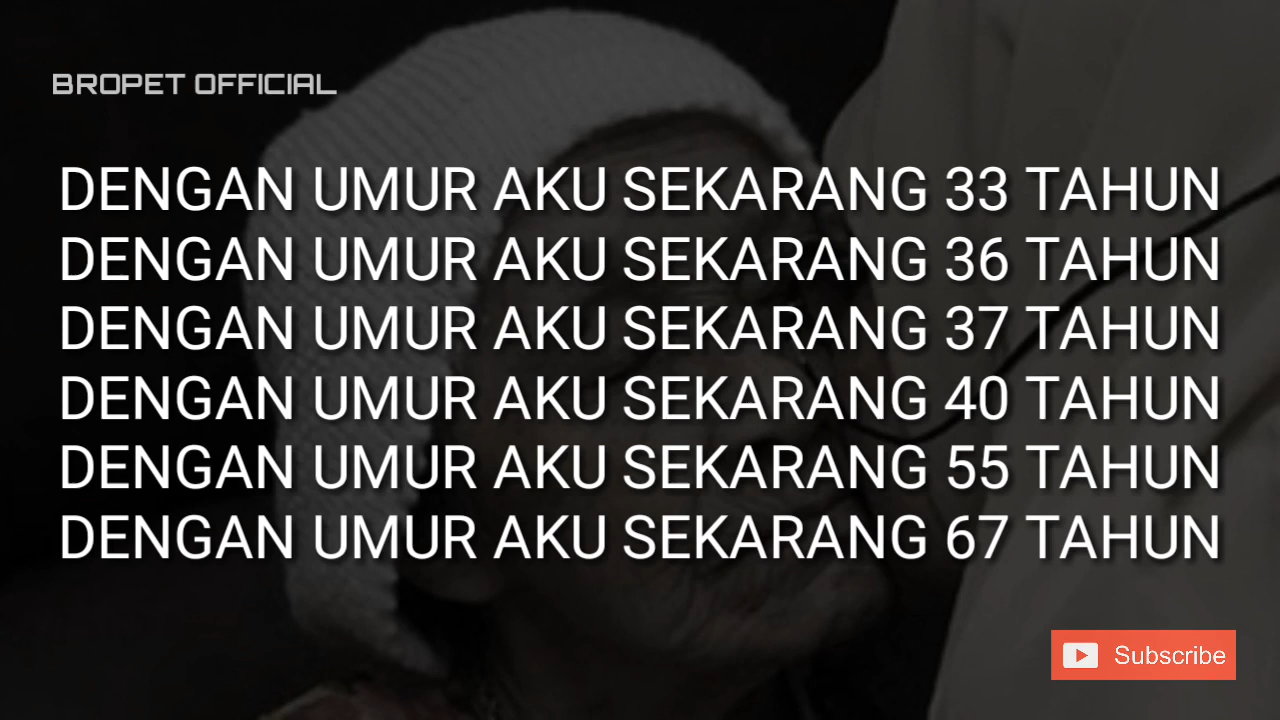 BROPET OFFICIAL
DENGAN UMUR AKU SEKARANG 33 TAHUN
DENGAN UMUR AKU SEKARANG 36 TAHUN
DENGAN UMUR AKU SEKARANG 37 TAHUN
DENGAN UMUR AKU SEKARANG 40 TAHUN
DENGAN UMUR AKU SEKARANG 55 TAHUN
DENGAN UMUR AKU SEKARANG 67 TAHUN
Subscribe